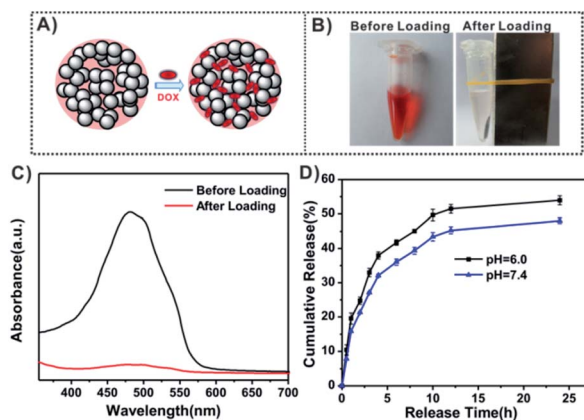 A)
DOX
B)
Before Loading
After Loading
C)
Before Loading
After Loading
Absorbance(a.u.)
400
450
500
550
600
650
700
Wavelength(nm)
D)
60
50
40
30
20
10
0
pH=6.0
pH=7.4
Cumulative Release(%)
0
5
10
15
20
25
Release Time(h)